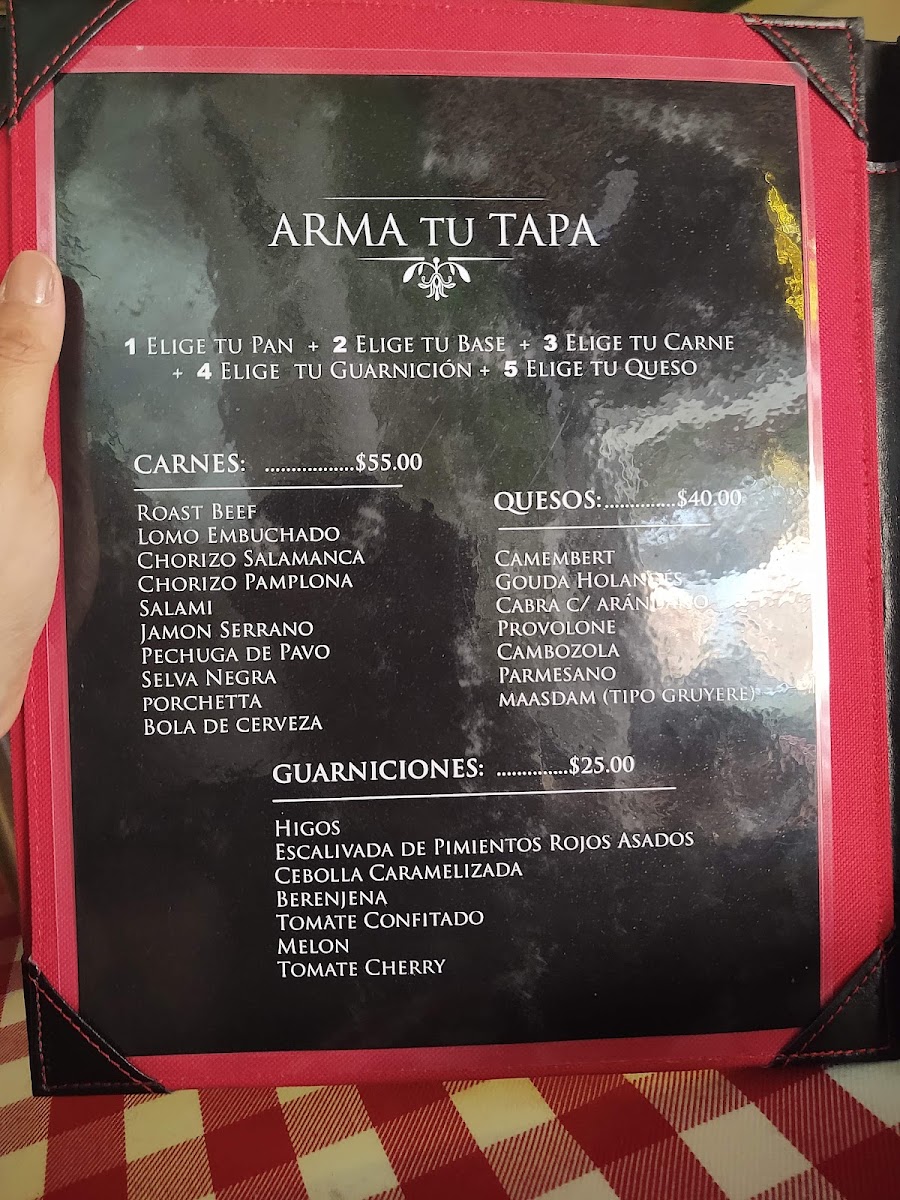 ARMA TU TAPA
1 ELIGE TU PAN + 2 ELIGE TU BASE + 3 ELIGE TU CARNE
+ 4 ELIGE TU GUARNICIÓN + 5 ELIGE TU QUESO
CARNES: .................$55.00
ROAST BEEF
LOMO EMBUCHADO
CHORIZO SALAMANCA
CHORIZO PAMPLONA
SALAMI
JAMON SERRANO
PECHUGA DE PAVO
SELVA NEGRA
PORCHETTA
BOLA DE CERVEZA
QUESOS:..............$40.00
CAMEMBERT
GOUDA HOLANDES
CABRA C/
PROVOLONE
CAMBOZOLA
PARMESANO
MAASDAM (TIPO GRUYERE)
GUARNICIONES: ..............$25.00
HIGOS
ESCALIVADA DE PIMIENTOS ROJOS ASADOS
CEBOLLA CARAMELIZADA
BERENJENA
TOMATE CONFITADO
MELON
TOMATE CHERRY